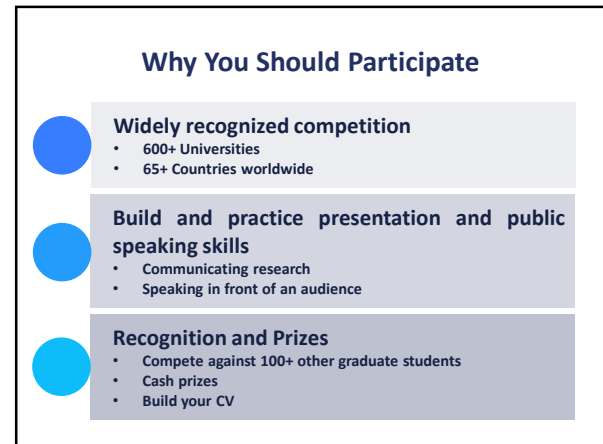 Why You Should Participate
Widely recognized competition
• 600+ Universities
• 65+ Countries worldwide
Build and practice presentation and public
speaking skills
• Communicating research
• Speaking in front of an audience
Recognition and Prizes
• Compete against 100+ other graduate students
• Cash prizes
• Build your CV